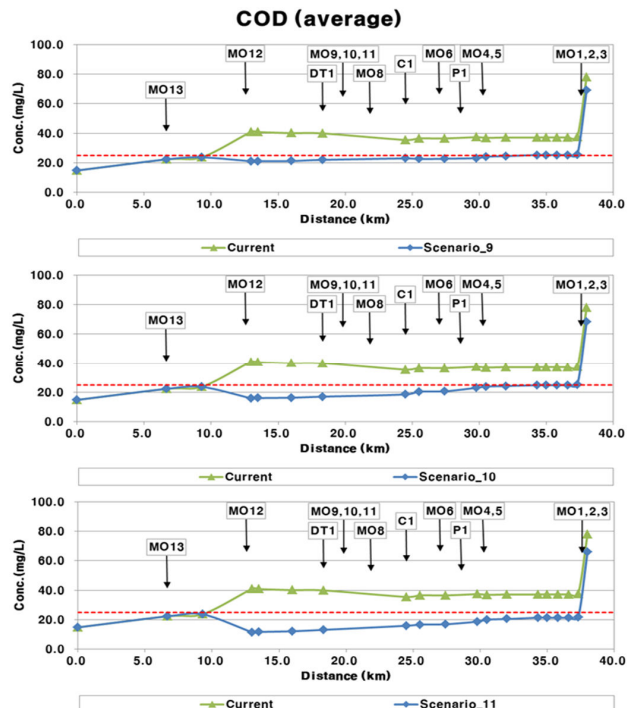 COD (average)
100.0
80.0
60.0
40.0
20.0
0.0
Conc.(mg/L)
MO13
MO12
MO9,10,11
DT1
MO8
C1
MO6
P1
MO4,5
MO1,2,3
0.0 5.0 10.0 15.0 20.0 25.0 30.0 35.0 40.0
Distance (km)
Current Scenario_9
100.0
80.0
60.0
40.0
20.0
0.0
Conc.(mg/L)
MO13
MO12
MO9,10,11
DT1
MO8
C1
MO6
P1
MO4,5
MO1,2,3
0.0 5.0 10.0 15.0 20.0 25.0 30.0 35.0 40.0
Distance (km)
Current Scenario_10
100.0
80.0
60.0
40.0
20.0
0.0
Conc.(mg/L)
MO13
MO12
MO9,10,11
DT1
MO8
C1
MO6
P1
MO4,5
MO1,2,3
0.0 5.0 10.0 15.0 20.0 25.0 30.0 35.0 40.0
Distance (km)
Current Scenario_11